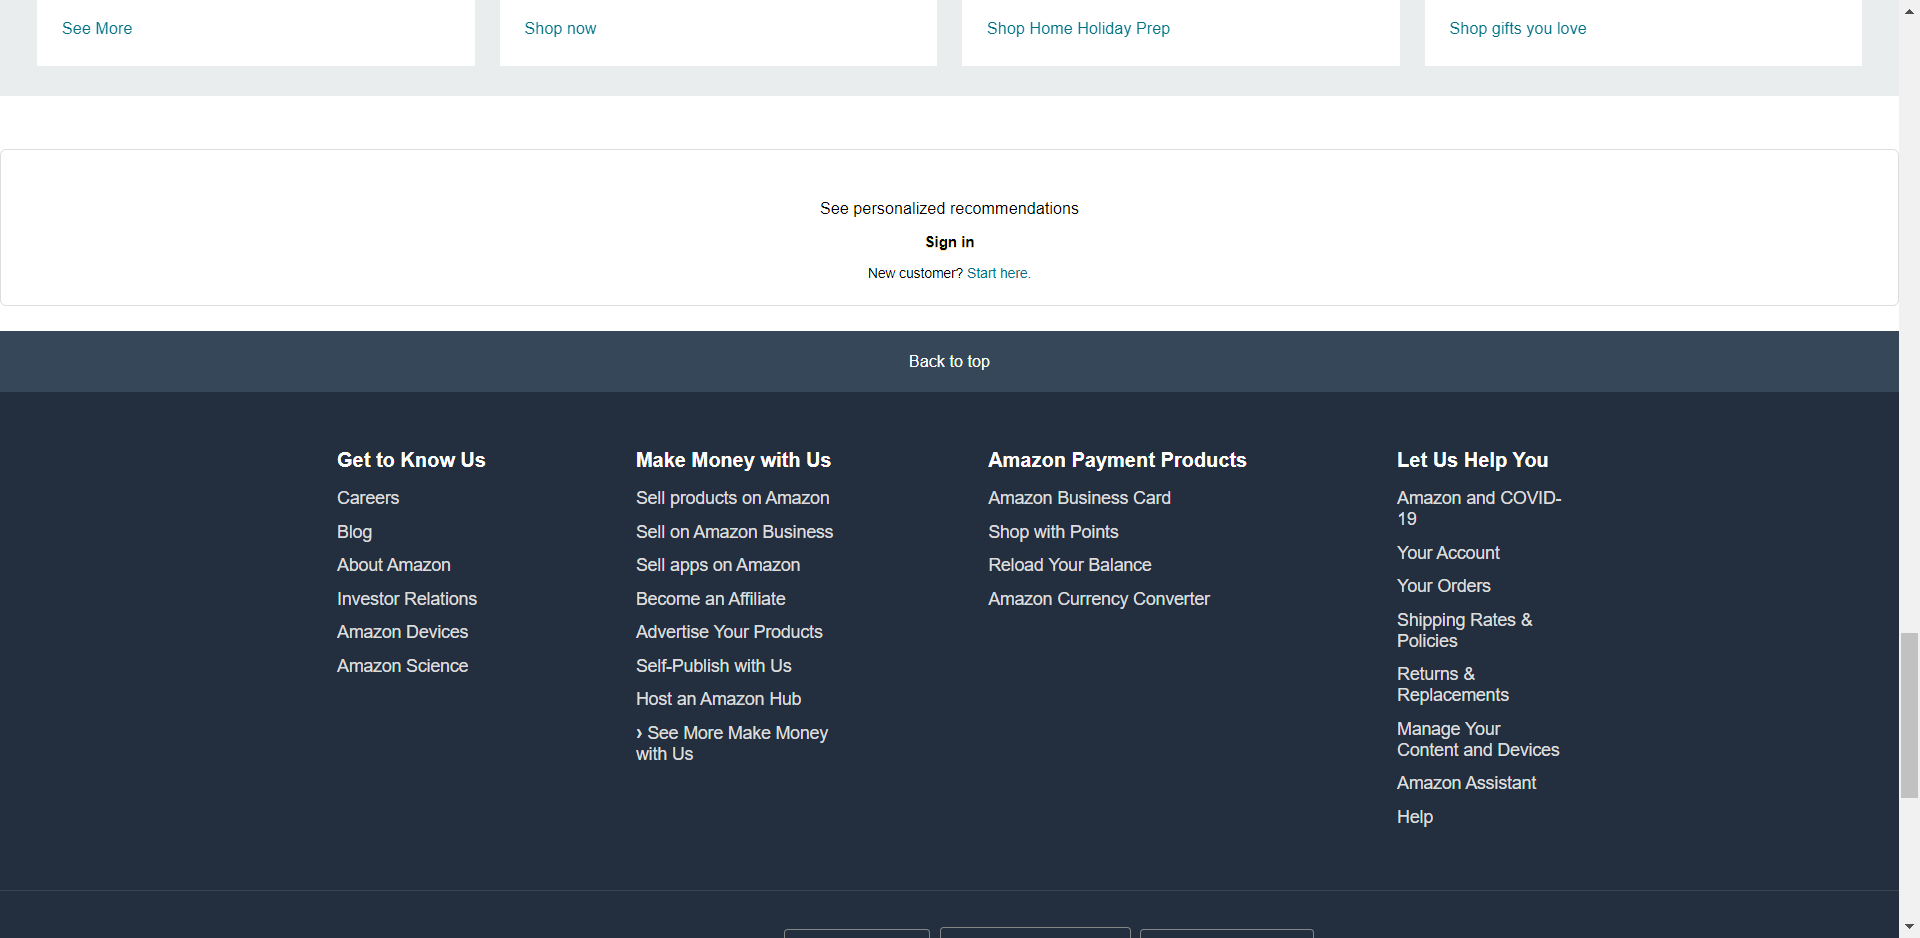 See More
Shop now
Shop Home Holiday Prep
Shop gifts you love
See personalized recommendations
Sign in
New customer? Start here.
Back to top
Get to Know Us
Careers
Blog
About Amazon
Investor Relations
Amazon Devices
Amazon Science
Make Money with Us
Sell products on Amazon
Sell on Amazon Business
Sell apps on Amazon
Become an Affiliate
Advertise Your Products
Self-Publish with Us
Host an Amazon Hub
› See More Make Money
with Us
Amazon Payment Products
Amazon Business Card
Shop with Points
Reload Your Balance
Amazon Currency Converter
Let Us Help You
Amazon and COVID-
19
Your Account
Your Orders
Shipping Rates &
Policies
Returns &
Replacements
Manage Your
Content and Devices
Amazon Assistant
Help